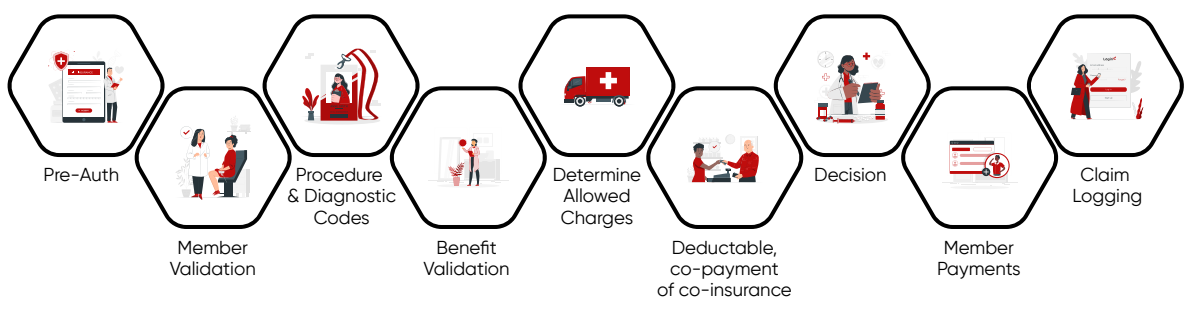 Pre-Auth
Member
Validation
Procedure
& Diagnostic
Codes
Benefit
Validation
Determine
Allowed
Charges
Deductable,
co-payment
of co-insurance
Decision
Member
Payments
Claim
Logging